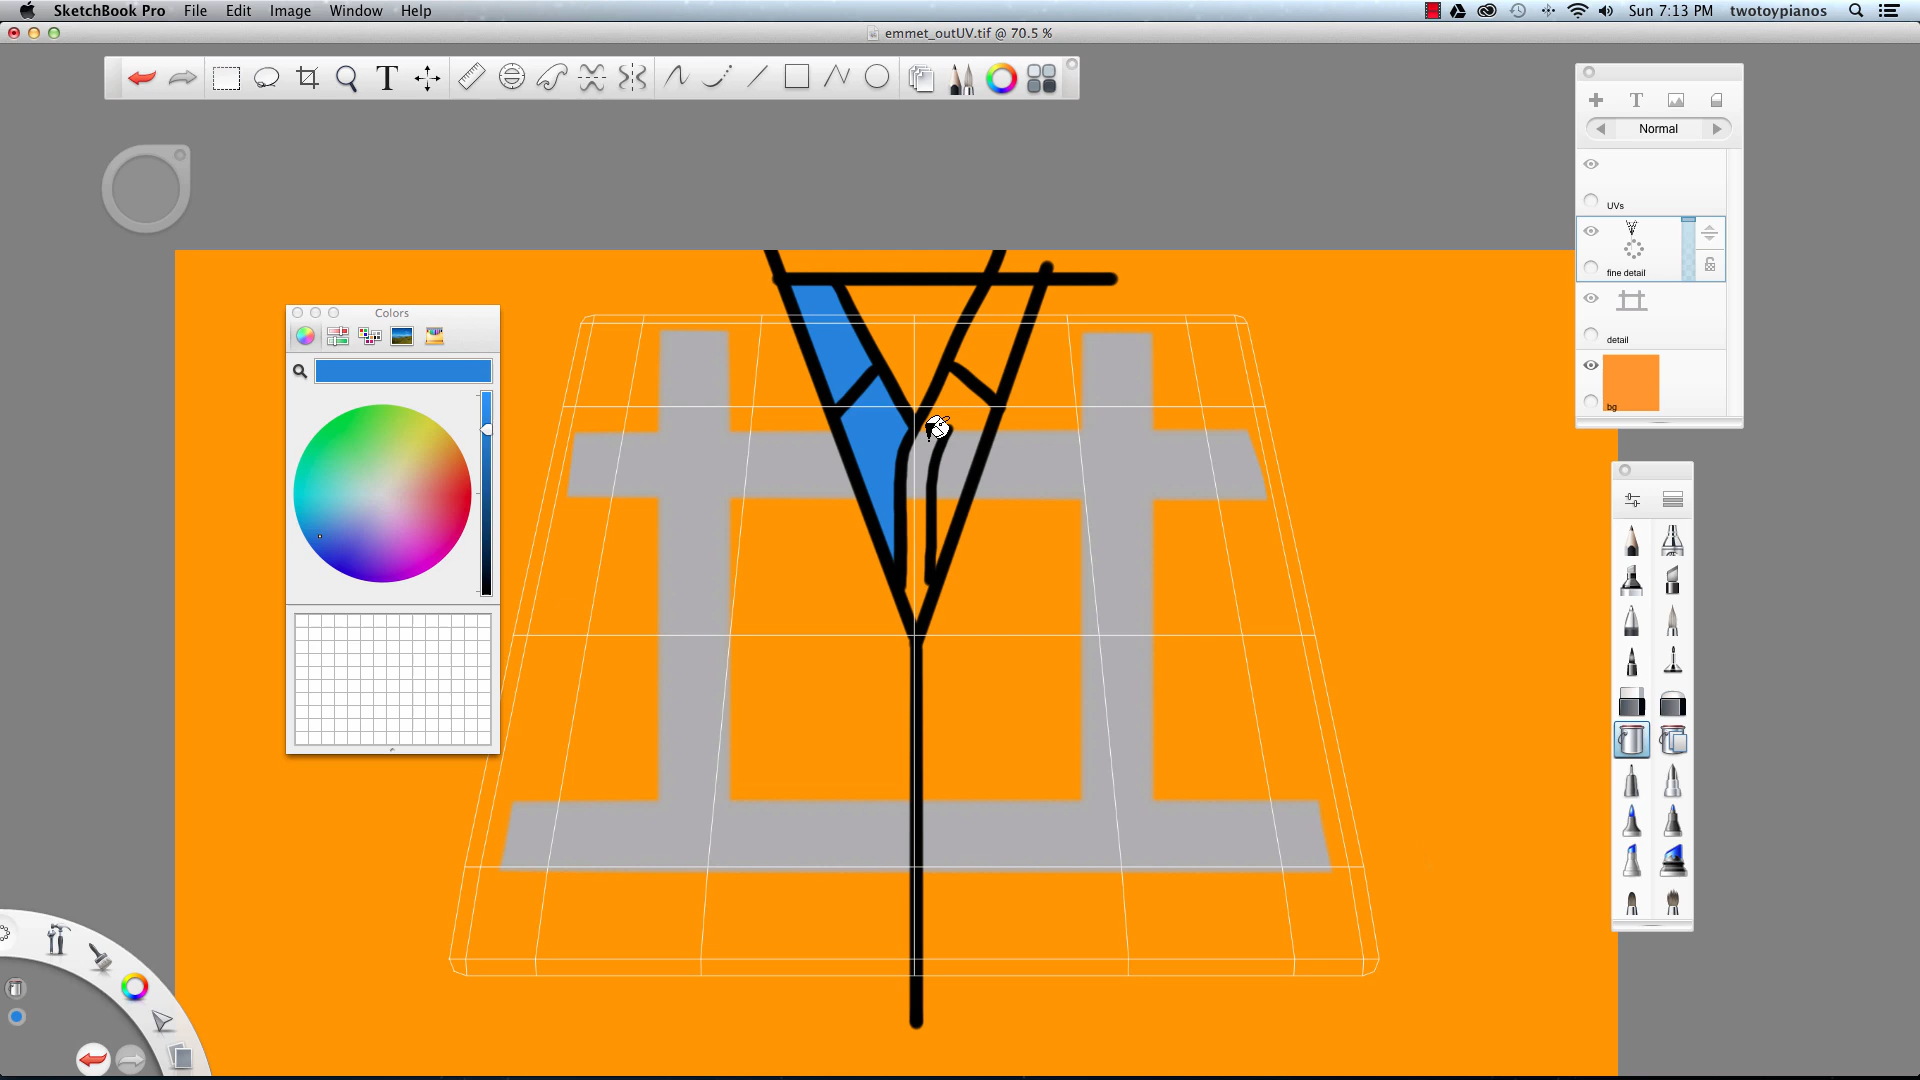 SketchBook Pro File Edit Image Window Help Sun 7:13 PM twotoypianos
emmet_outUV.tif @ 70.5 %
T
T
Normal
UVs
fine detail
detail
bg
Colors